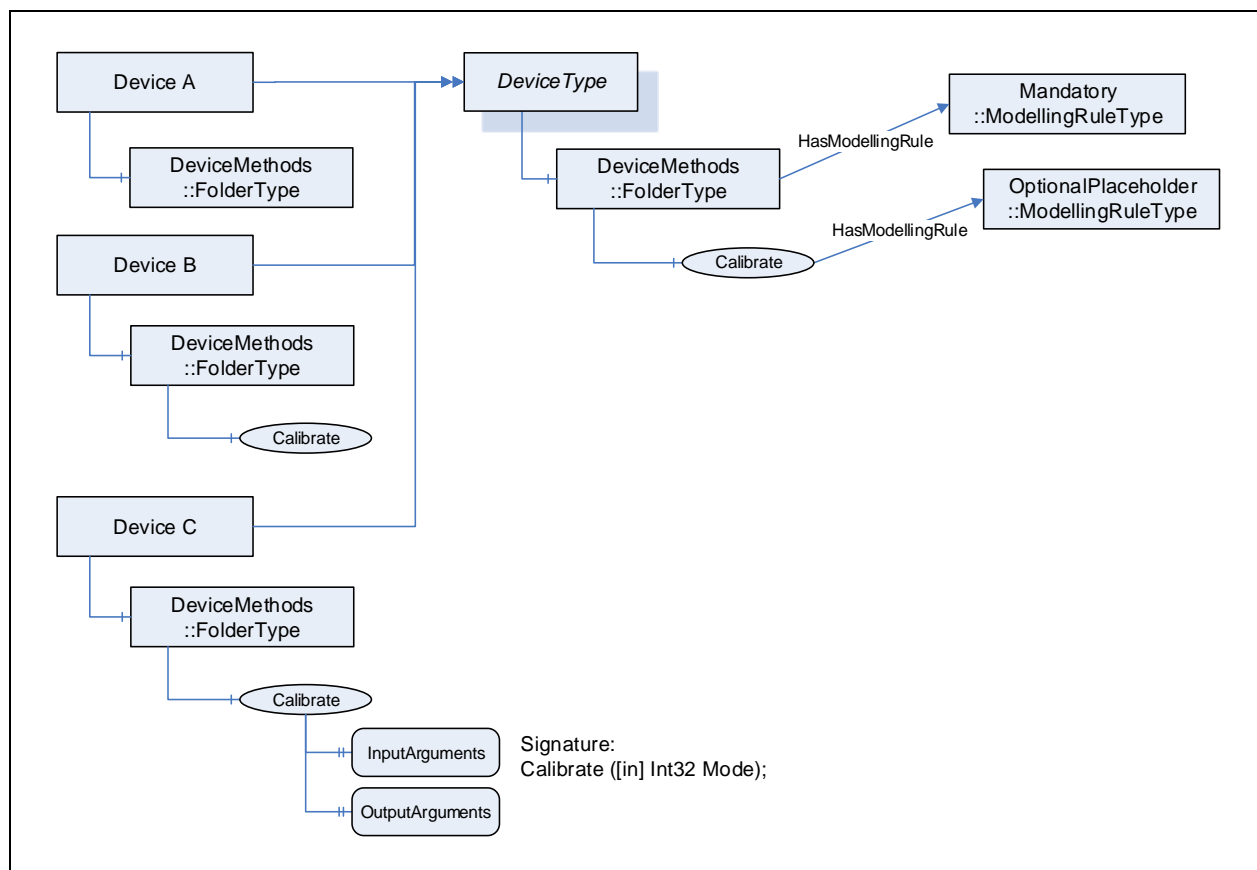 Device A
DeviceMethods
::FolderType
Device B
DeviceMethods
::FolderType
Calibrate
Device C
DeviceMethods
::FolderType
Calibrate
InputArguments
OutputArguments
Signature:
Calibrate ([in] Int32 Mode);
DeviceType
DeviceMethods
::FolderType
Calibrate
HasModellingRule
Mandatory
::ModellingRuleType
HasModellingRule
OptionalPlaceholder
::ModellingRuleType